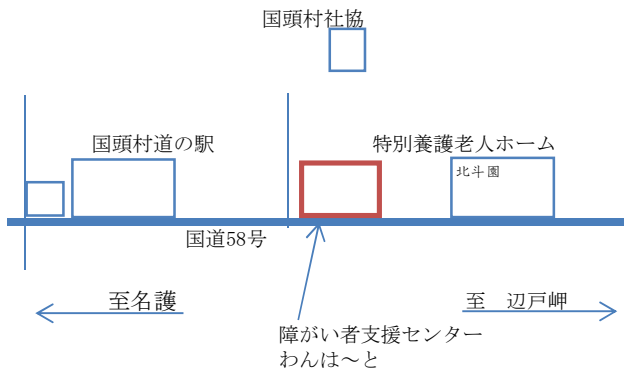 国頭村社協
国頭村道の駅
特別養護老人ホーム
北斗園
国道58号
至名護
至　辺戸岬
障がい者支援センター
わんは～と